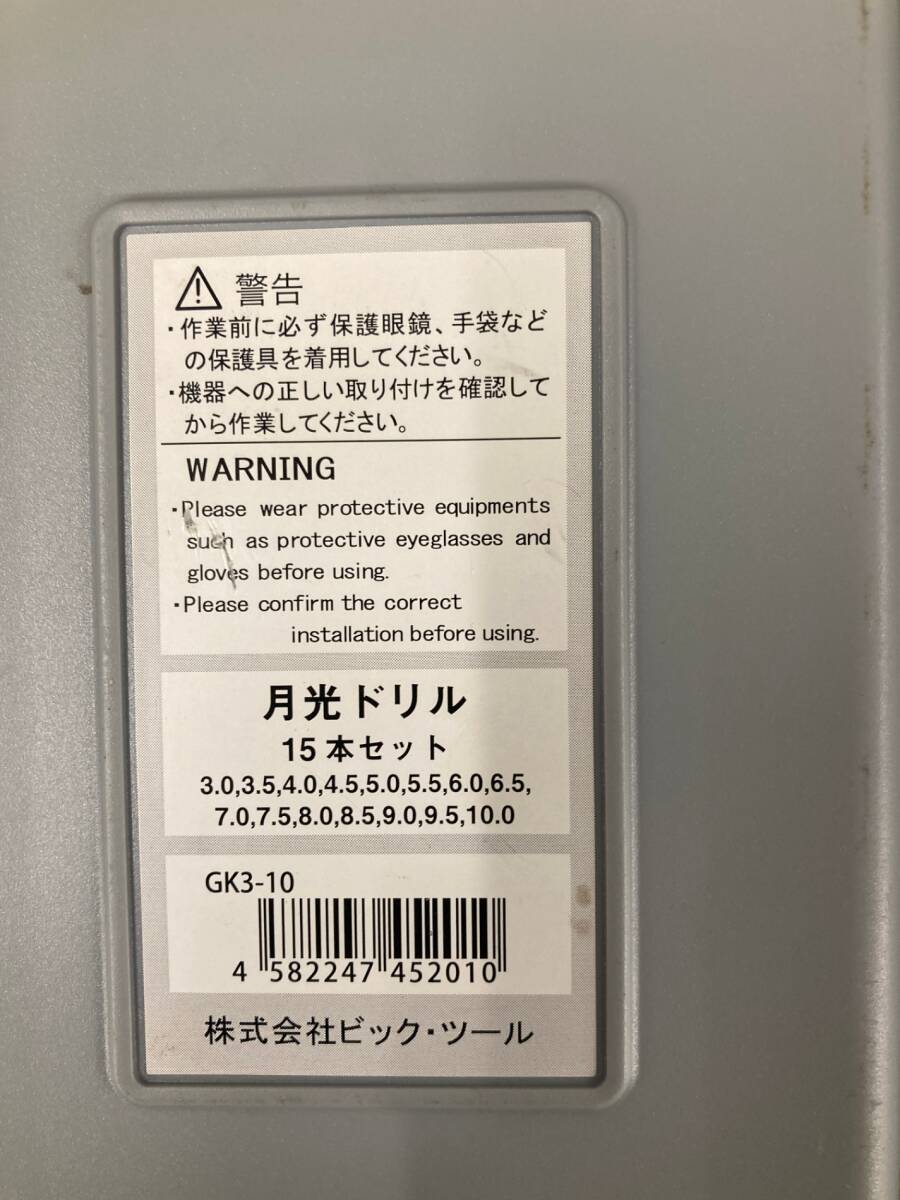 警告
・作業前に必ず保護眼鏡、手袋など
の保護具を着用してください。
・機器への正しい取り付けを確認して
から作業してください。
WARNING
・Please wear protective equipments
such as protective eyeglasses and
gloves before using.
・Please confirm the correct
installation before using.
月光ドリル
15本セット
3.0,3.5,4.0,4.5,5.0,5.5,6.0,6.5,
7.0,7.5,8.0,8.5,9.0,9.5,10.0
GK3-10
4 582247 452010
株式会社ビック・ツール